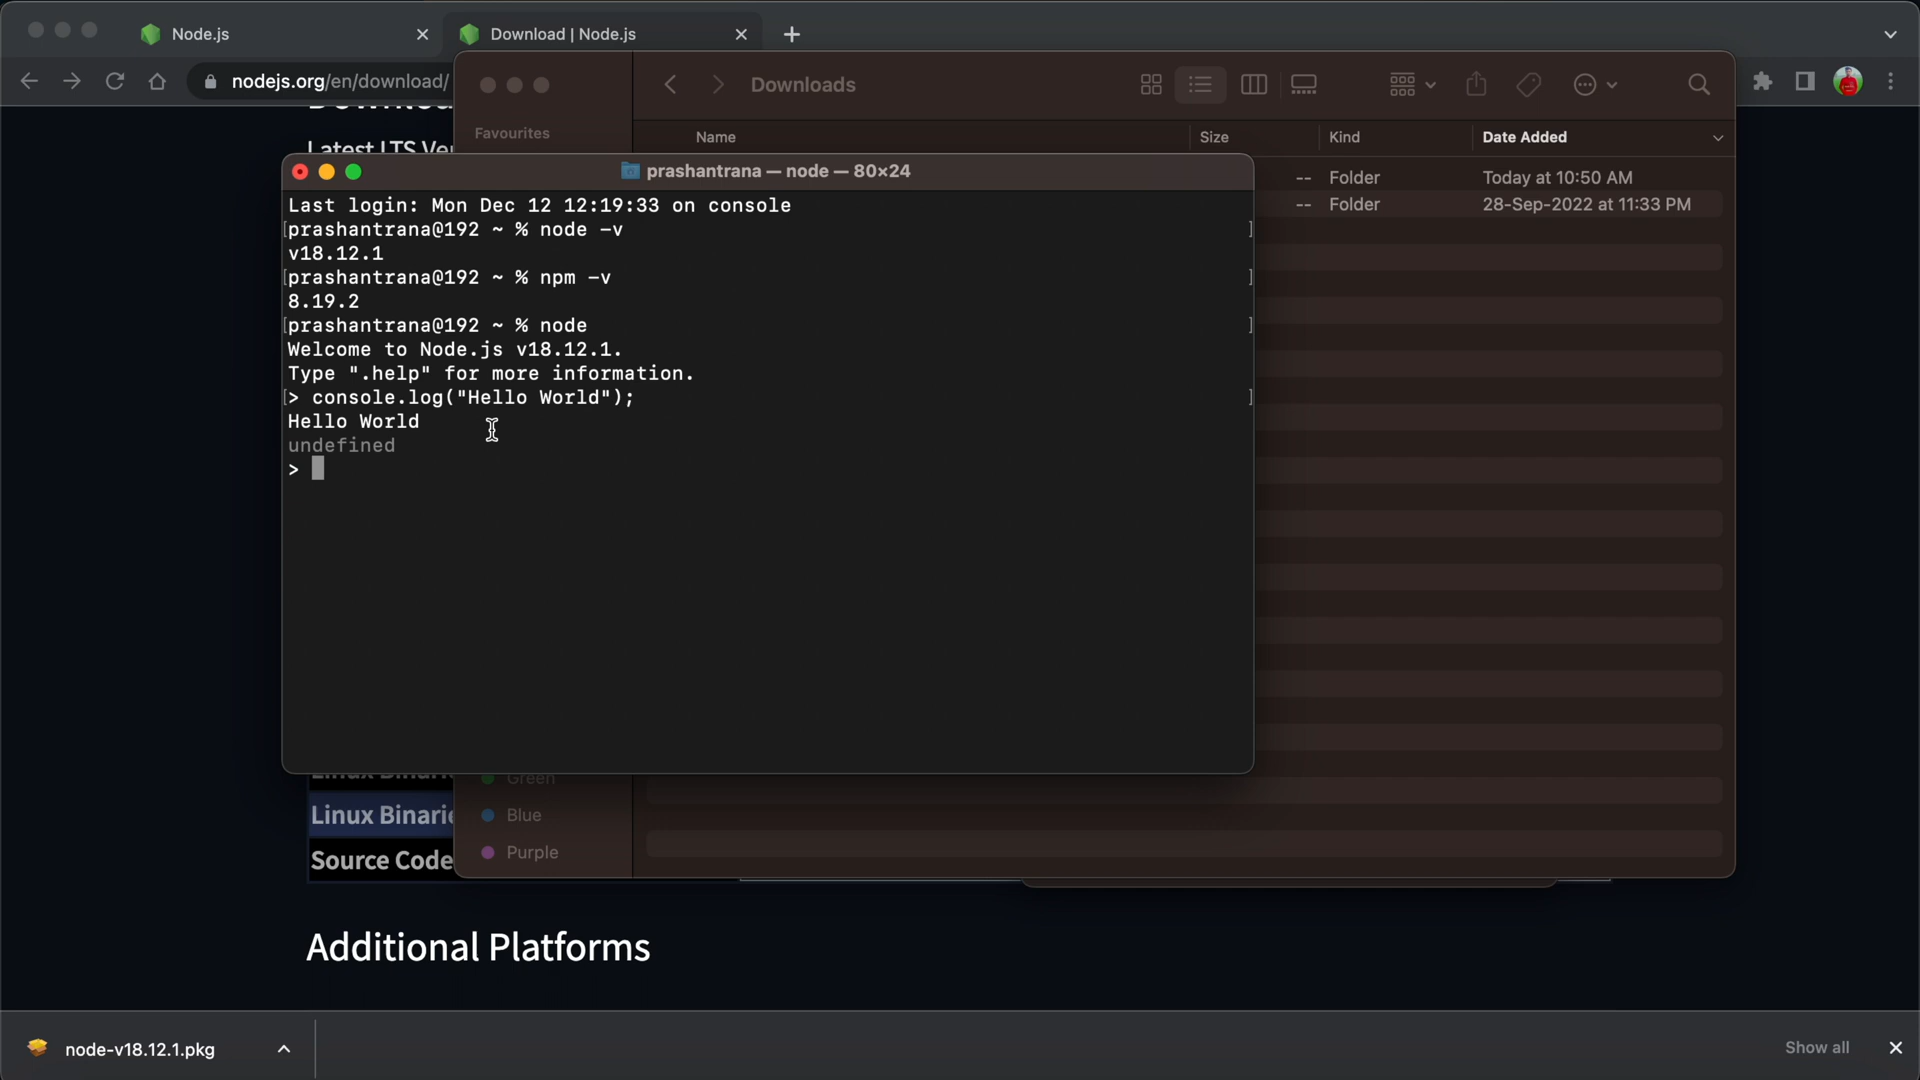 Node.js
Download | Node.js
nodejs.org/en/download/
Downloads
Favourites
Name
Size
Kind
Date Added
Latest LTS Ver
prashantrana — node — 80×24
-- Folder Today at 10:50 AM
-- Folder 28-Sep-2022 at 11:33 PM
Last login: Mon Dec 12 12:19:33 on console
[prashantrana@192 ~ % node -v ]
v18.12.1
[prashantrana@192 ~ % npm -v ]
8.19.2
[prashantrana@192 ~ % node ]
Welcome to Node.js v18.12.1.
Type ".help" for more information.
[> console.log("Hello World"); ]
Hello World
undefined
>
Green
Linux Binarie
Blue
Source Code
Purple
Additional Platforms
node-v18.12.1.pkg
Show all